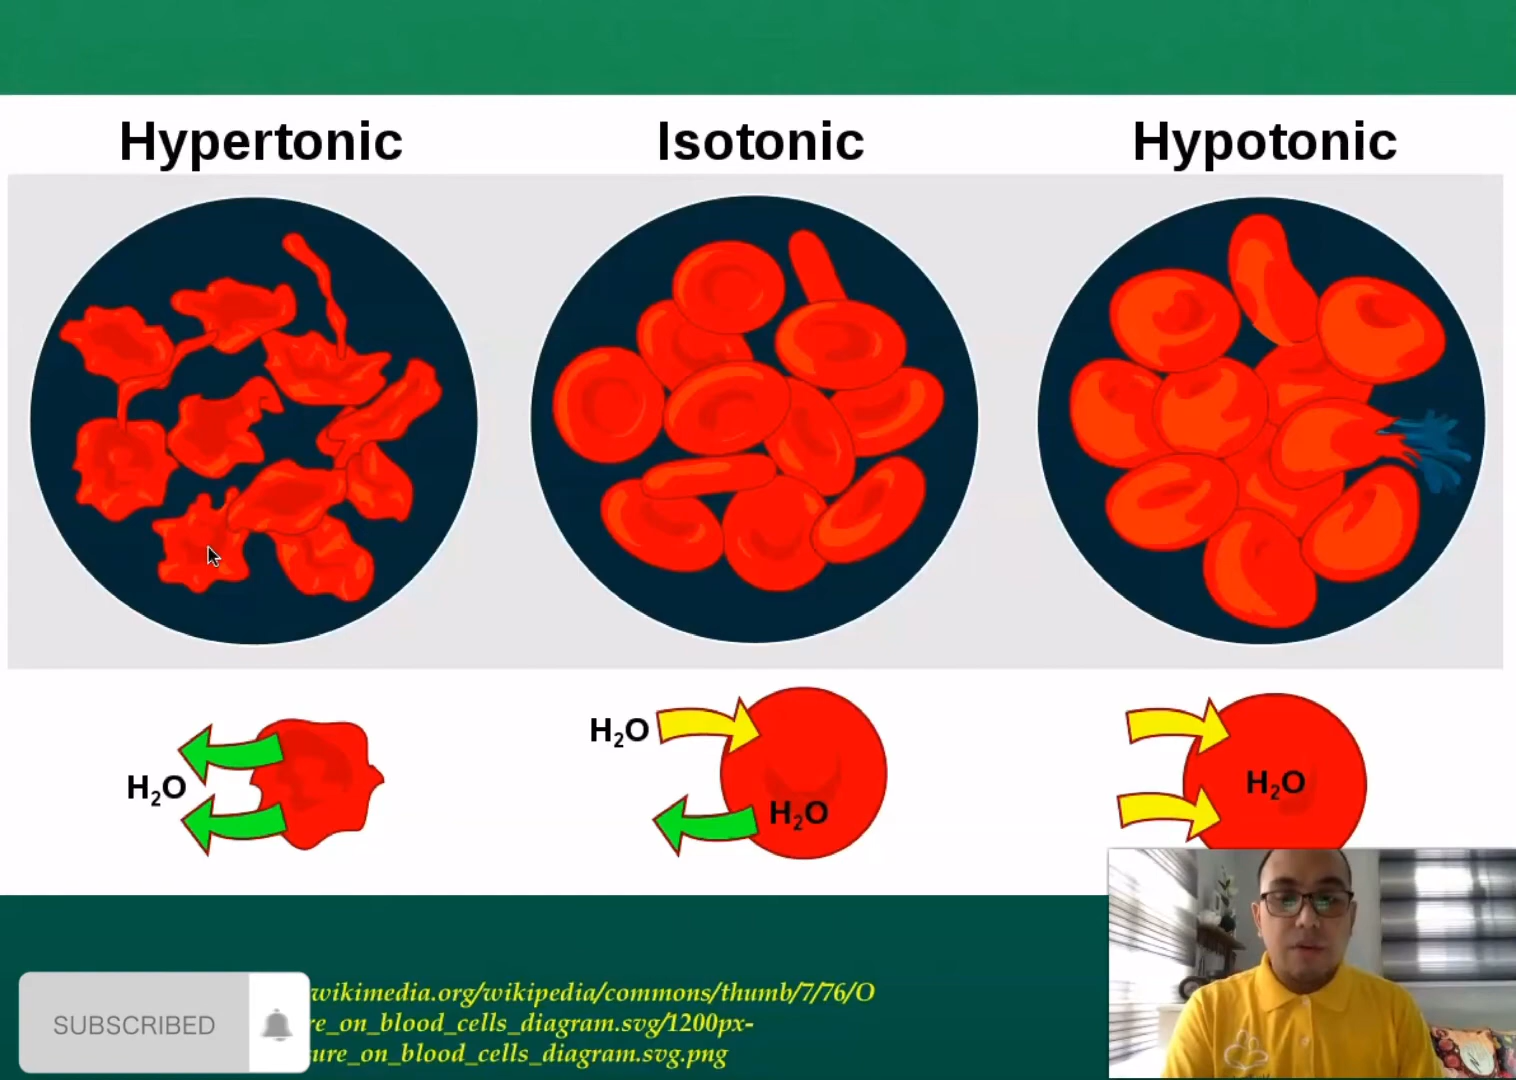 Hypertonic
Isotonic
Hypotonic
H₂O
H₂O
H₂O
H₂O
SUBSCRIBED
wikimedia.org/wikipedia/commons/thumb/7/76/O
re_on_blood_cells_diagram.svg/1200px-
sure_on_blood_cells_diagram.svg.png